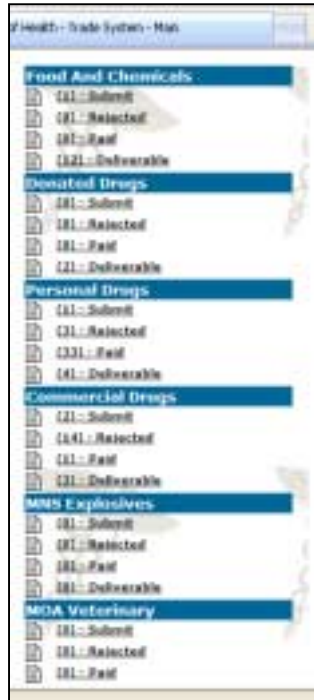 of Health - Trade System - Main
Food And Chemicals
[1] : Submit
[0] : Rejected
[0] : Paid
[12] : Deliverable
Donated Drugs
[0] : Submit
[0] : Rejected
[0] : Paid
[2] : Deliverable
Personal Drugs
[1] : Submit
[3] : Rejected
[33] : Paid
[4] : Deliverable
Commercial Drugs
[2] : Submit
[14] : Rejected
[1] : Paid
[3] : Deliverable
MNS Explosives
[0] : Submit
[0] : Rejected
[0] : Paid
[0] : Deliverable
MOA Veterinary
[0] : Submit
[0] : Rejected
[0] : Paid